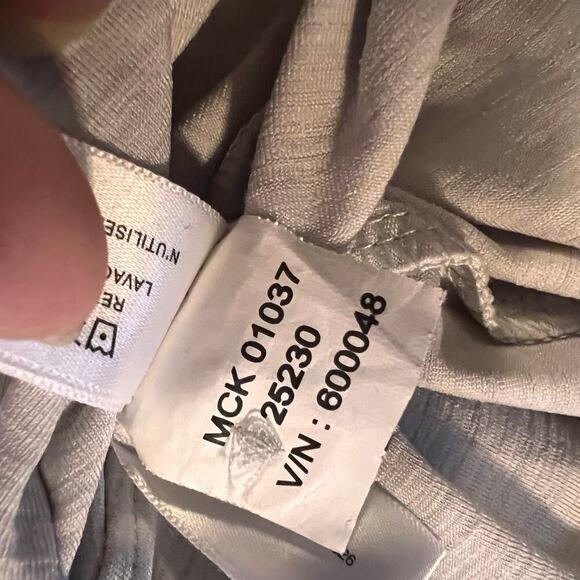 MCK 01037
25230
V/N : 600048
N'UTILISE
LAVAG
RE